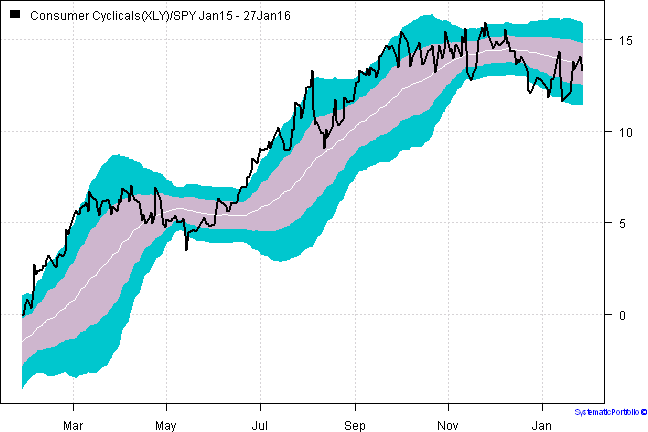 Consumer Cyclicals(XLY)/SPY Jan15 - 27Jan16
15
10
5
0
Mar May Jul Sep Nov Jan
SystematicPortfolio ©